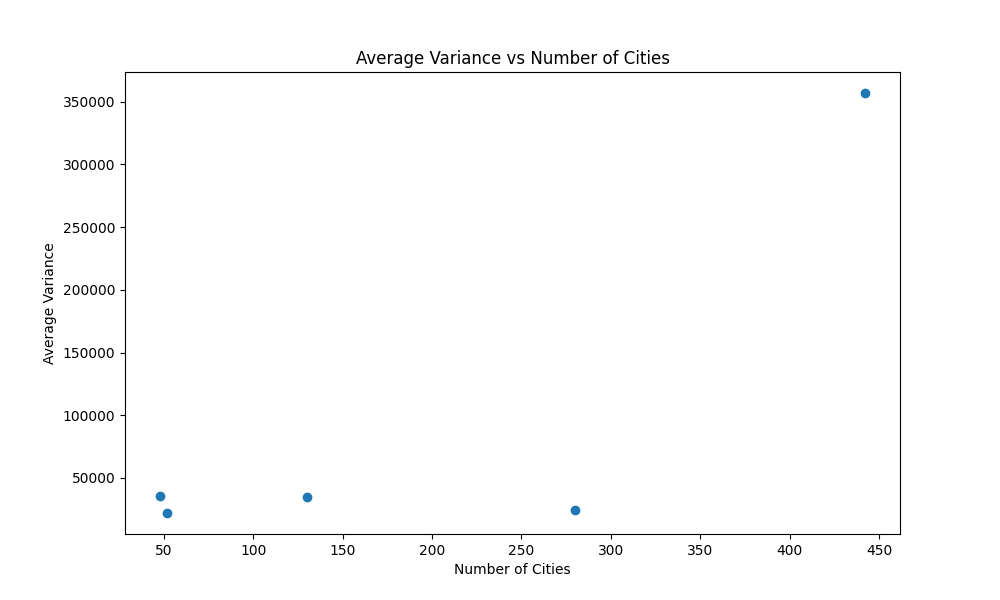 Average Variance vs Number of Cities
350000
300000
250000
200000
150000
100000
50000
Average Variance
50 100 150 200 250 300 350 400 450
Number of Cities